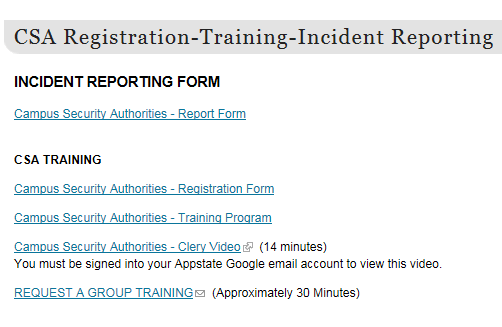 CSA Registration-Training-Incident Reporting
INCIDENT REPORTING FORM
Campus Security Authorities - Report Form
CSA TRAINING
Campus Security Authorities - Registration Form
Campus Security Authorities - Training Program
Campus Security Authorities - Clery Video (14 minutes)
You must be signed into your Appstate Google email account to view this video.
REQUEST A GROUP TRAINING (Approximately 30 Minutes)